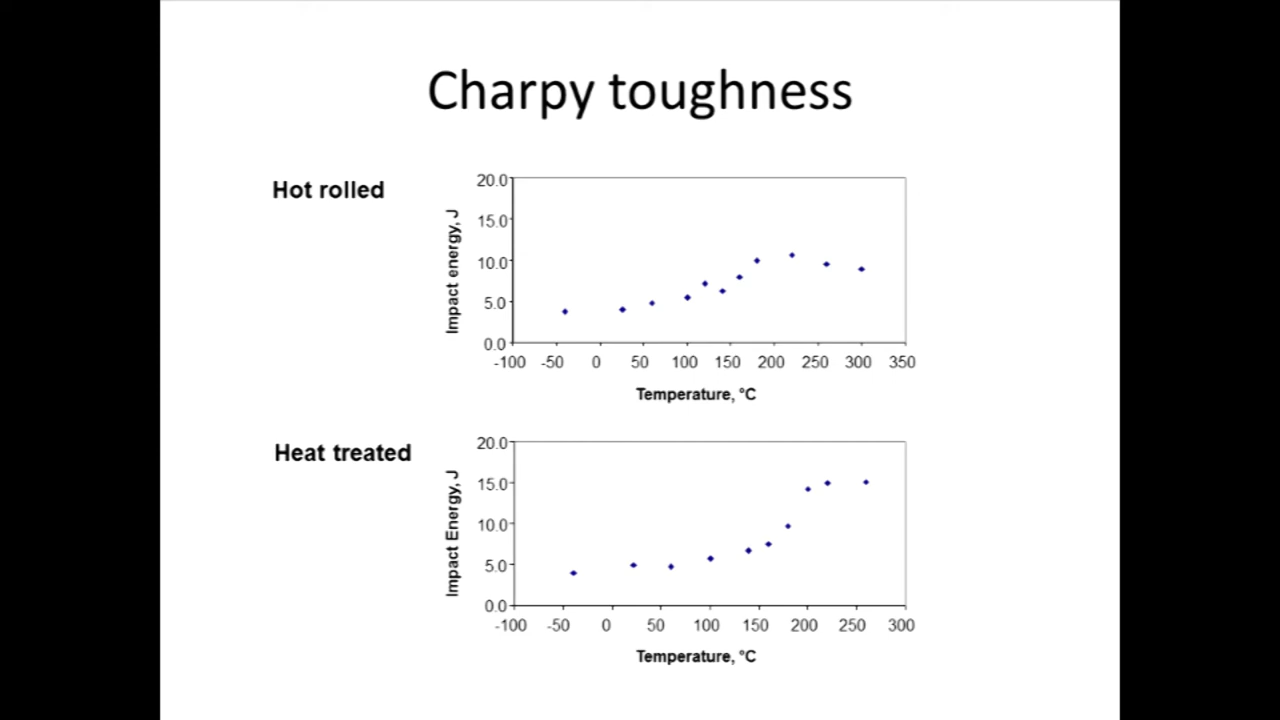 Charpy toughness
Hot rolled
Impact energy, J
20.0
15.0
10.0
5.0
0.0
-100 -50 0 50 100 150 200 250 300 350
Temperature, °C
Heat treated
Impact Energy, J
20.0
15.0
10.0
5.0
0.0
-100 -50 0 50 100 150 200 250 300
Temperature, °C